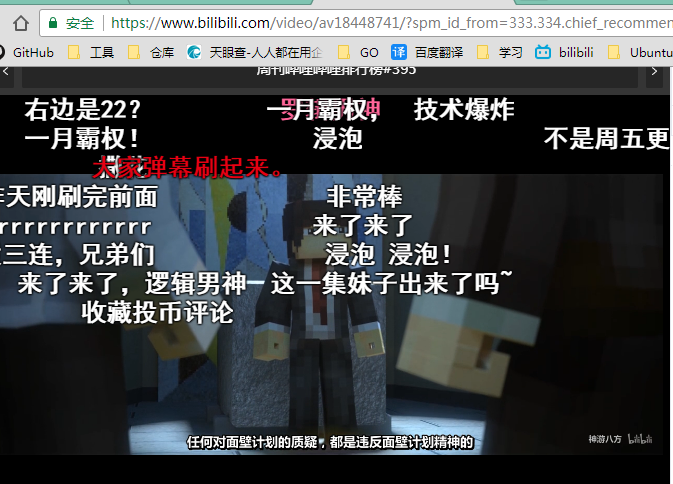 安全 https://www.bilibili.com/video/av18448741/?spm_id_from=333.334.chief_recommen
GitHub 工具 仓库 天眼查-人人都在用企 GO 译 百度翻译 学习 bilibili Ubuntu
周刊哔哩哔哩排行榜#395
右边是22? 一月霸权, 技术爆炸
一月霸权! 浸泡 不是周五更
大家弹幕刷起来。
天刚刷完前面 非常棒
rrrrrrrrrrrrr 来了来了
三连，兄弟们 浸泡 浸泡!
来了来了，逻辑男神 这一集妹子出来了吗~
收藏投币评论
神游八方 bilibili
任何对面壁计划的质疑，都是违反面壁计划精神的